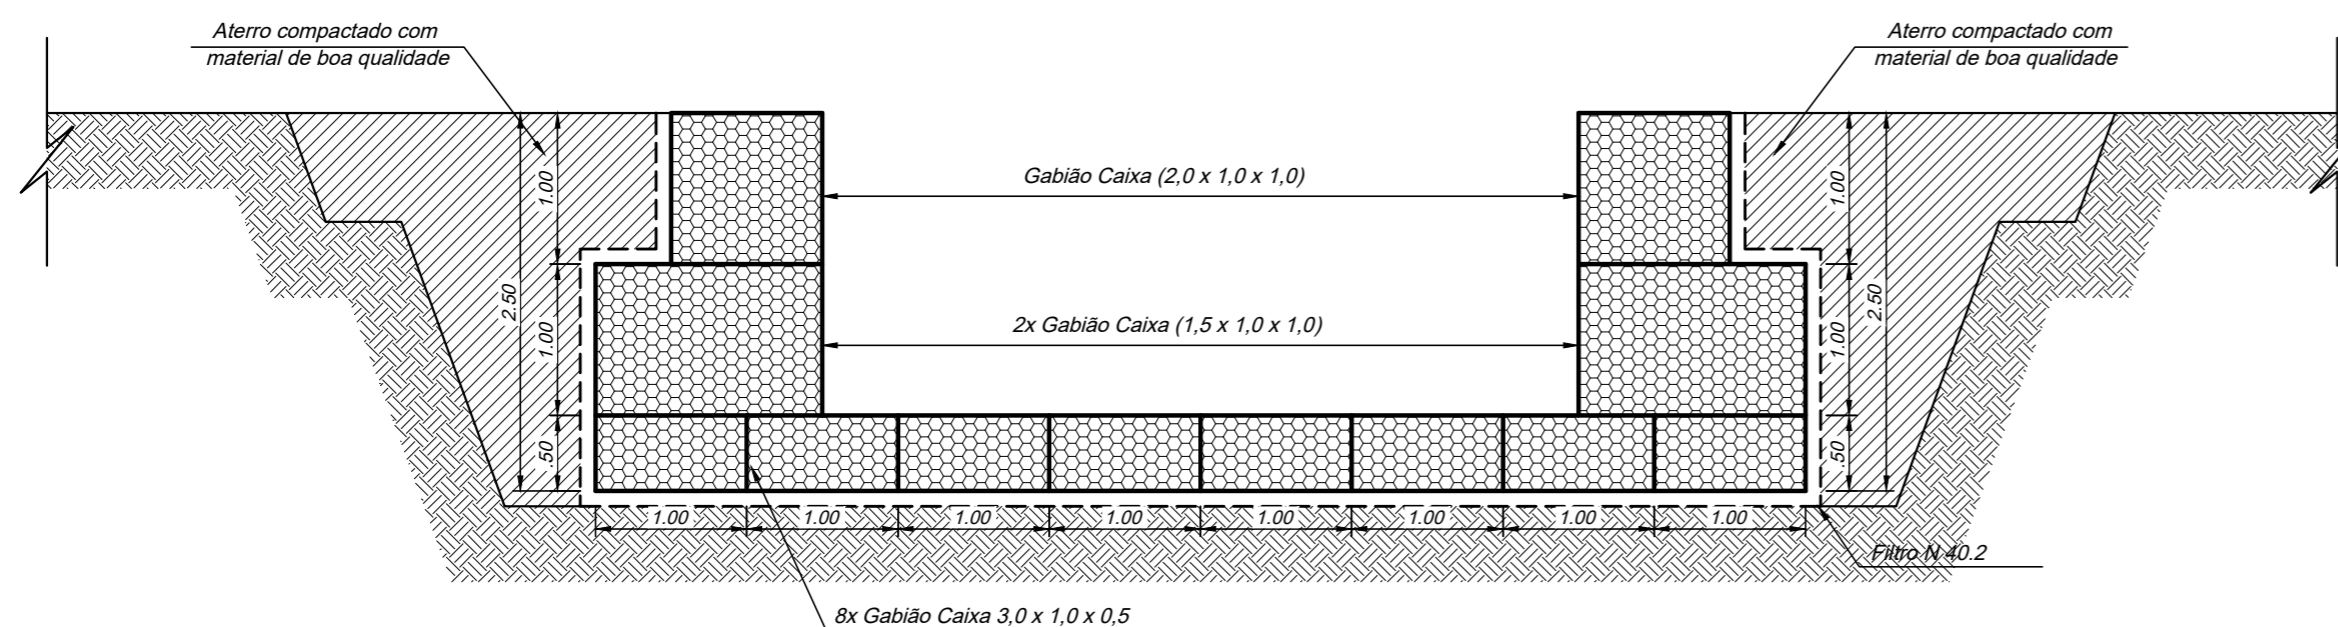 Aterro compactado com
material de boa qualidade
Aterro compactado com
material de boa qualidade
Gabião Caixa (2,0 x 1,0 x 1,0)
1.00
1.00
2.50
2.50
2x Gabião Caixa (1,5 x 1,0 x 1,0)
1.00
1.00
.50
.50
1.00 1.00 1.00 1.00 1.00 1.00 1.00 1.00
Filtro N 40.2
8x Gabião Caixa 3,0 x 1,0 x 0,5